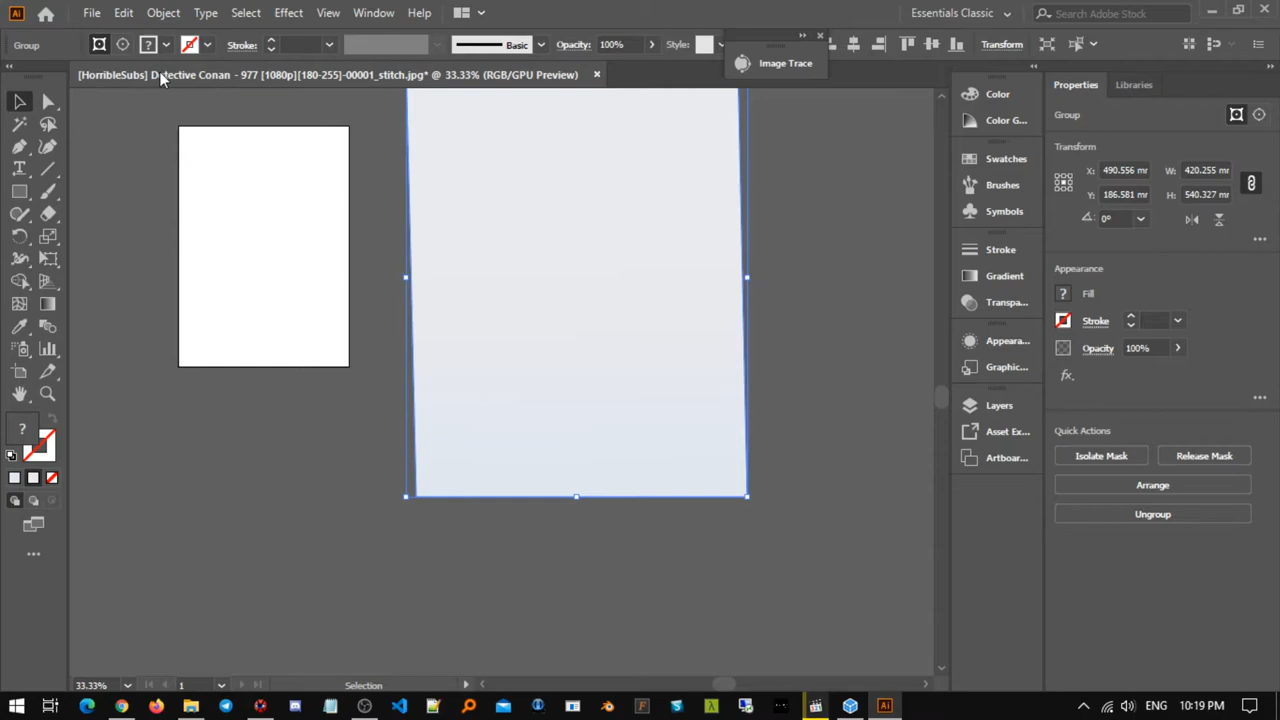 Ai File Edit Object Type Select Effect View Window Help Essentials Classic Search Adobe Stock
Group ? Stroke: Basic Opacity: 100% Style: Transform
Image Trace
[HorribleSubs] Detective Conan - 977 [1080p][180-255]-00001_stitch.jpg* @ 33.33% (RGB/GPU Preview)
Color
Color G...
Swatches
Brushes
Symbols
Stroke
Gradient
Transpa...
Appeara...
Graphic...
Layers
Asset Ex...
Artboar...
Properties Libraries
Group
Transform
X: 490.556 mm W: 420.255 mm
Y: 186.581 mm H: 540.327 mm
0°
Appearance
? Fill
Stroke
Opacity 100%
fx
Quick Actions
Isolate Mask Release Mask
Arrange
Ungroup
?
33.33% 1 Selection
ENG 10:19 PM